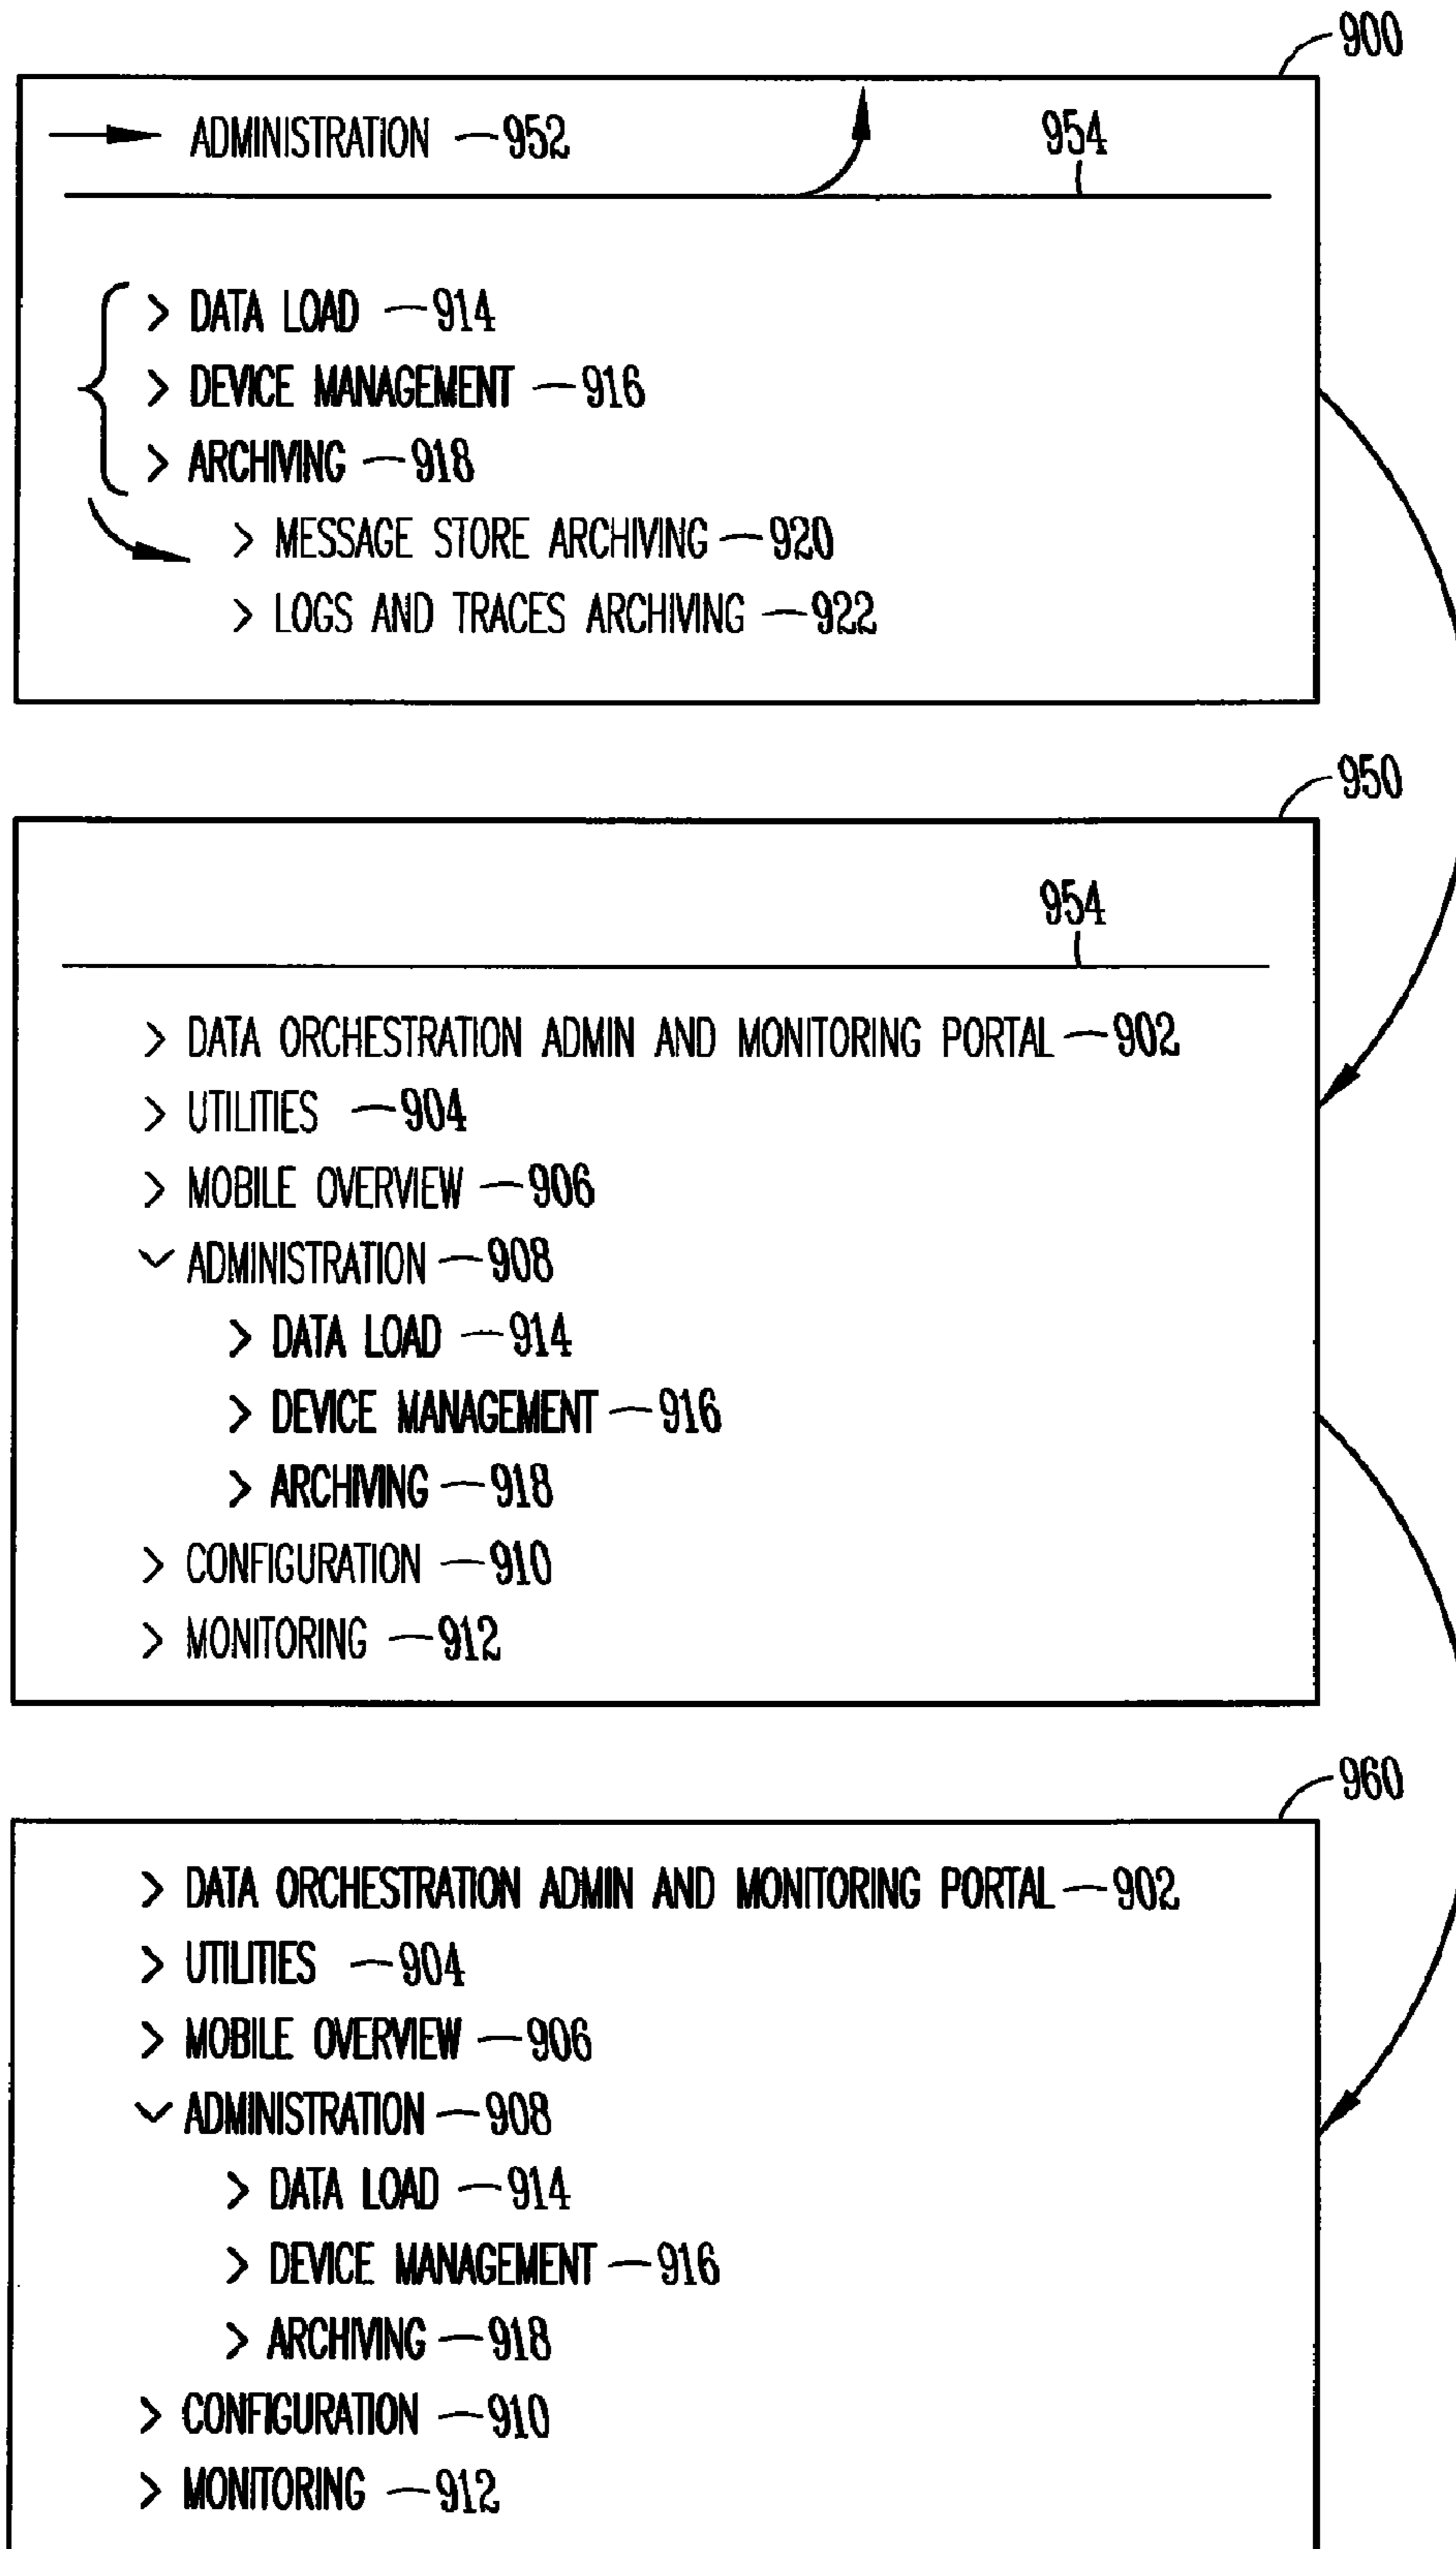 900
ADMINISTRATION 952
954
> DATA LOAD 914
> DEVICE MANAGEMENT 916
> ARCHIVING 918
> MESSAGE STORE ARCHIVING 920
> LOGS AND TRACES ARCHIVING 922
950
954
> DATA ORCHESTRATION ADMIN AND MONITORING PORTAL 902
> UTILITIES 904
> MOBILE OVERVIEW 906
ADMINISTRATION 908
> DATA LOAD 914
> DEVICE MANAGEMENT 916
> ARCHIVING 918
> CONFIGURATION 910
> MONITORING 912
960
> DATA ORCHESTRATION ADMIN AND MONITORING PORTAL 902
> UTILITIES 904
> MOBILE OVERVIEW 906
ADMINISTRATION 908
> DATA LOAD 914
> DEVICE MANAGEMENT 916
> ARCHIVING 918
> CONFIGURATION 910
> MONITORING 912